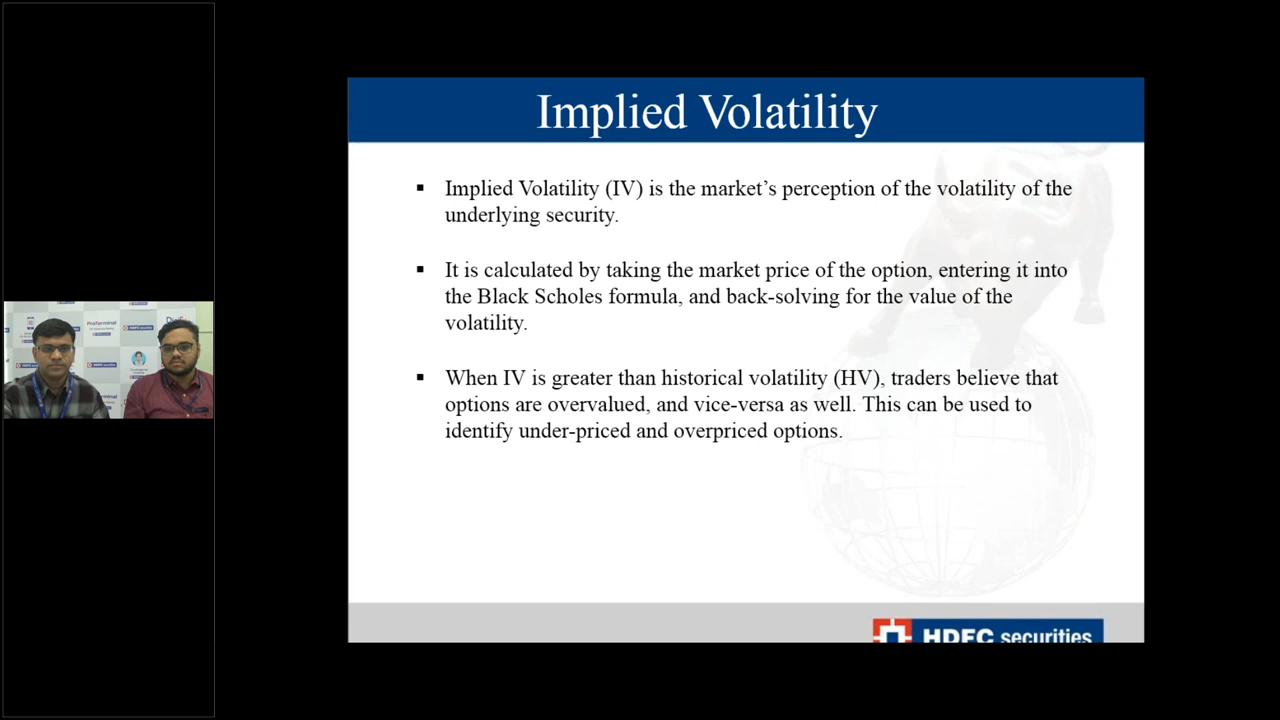 Implied Volatility
▪ Implied Volatility (IV) is the market’s perception of the volatility of the
underlying security.
▪ It is calculated by taking the market price of the option, entering it into
the Black Scholes formula, and back-solving for the value of the
volatility.
▪ When IV is greater than historical volatility (HV), traders believe that
options are overvalued, and vice-versa as well. This can be used to
identify under-priced and overpriced options.
HDFC securities
ProTerminal